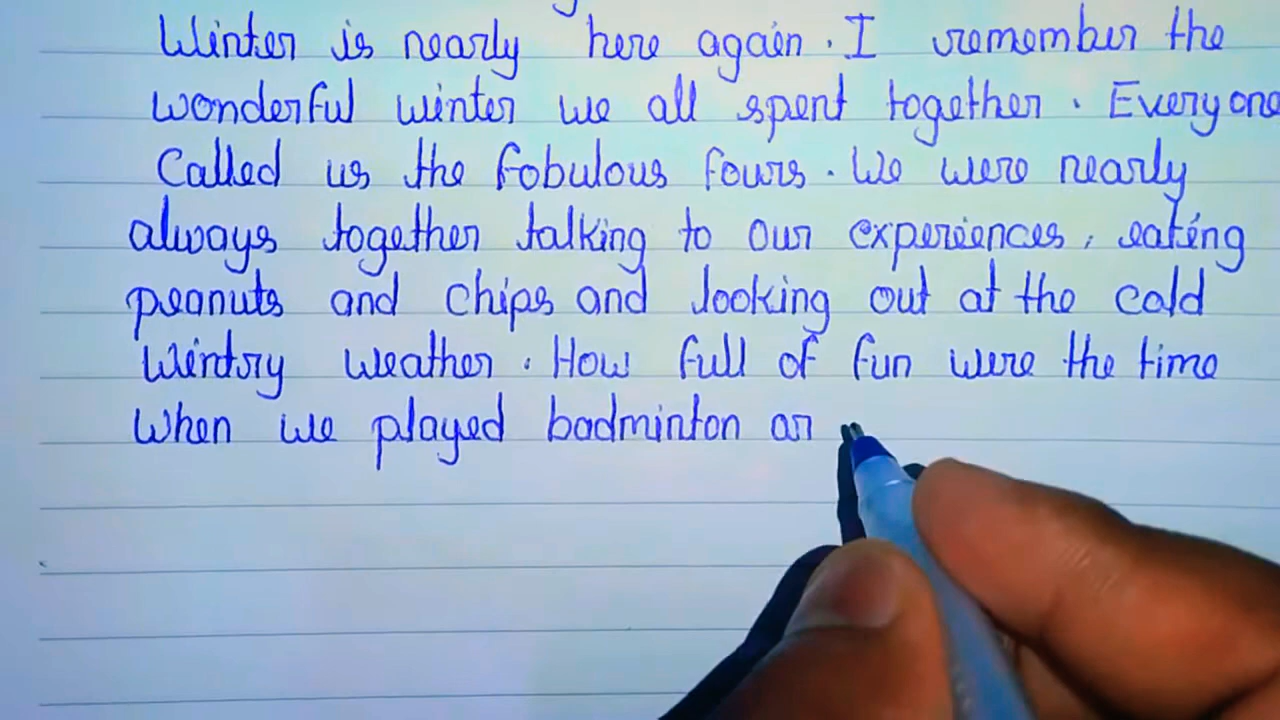 Winter is nearly here again. I remember the
wonderful winter we all spent together. Everyone
Called us the fobulous fours. We were nearly
always together talking to our experiences, eating
peanuts and chips and looking out at the cold
Wintry weather. How full of fun were the time
When we played badminton an